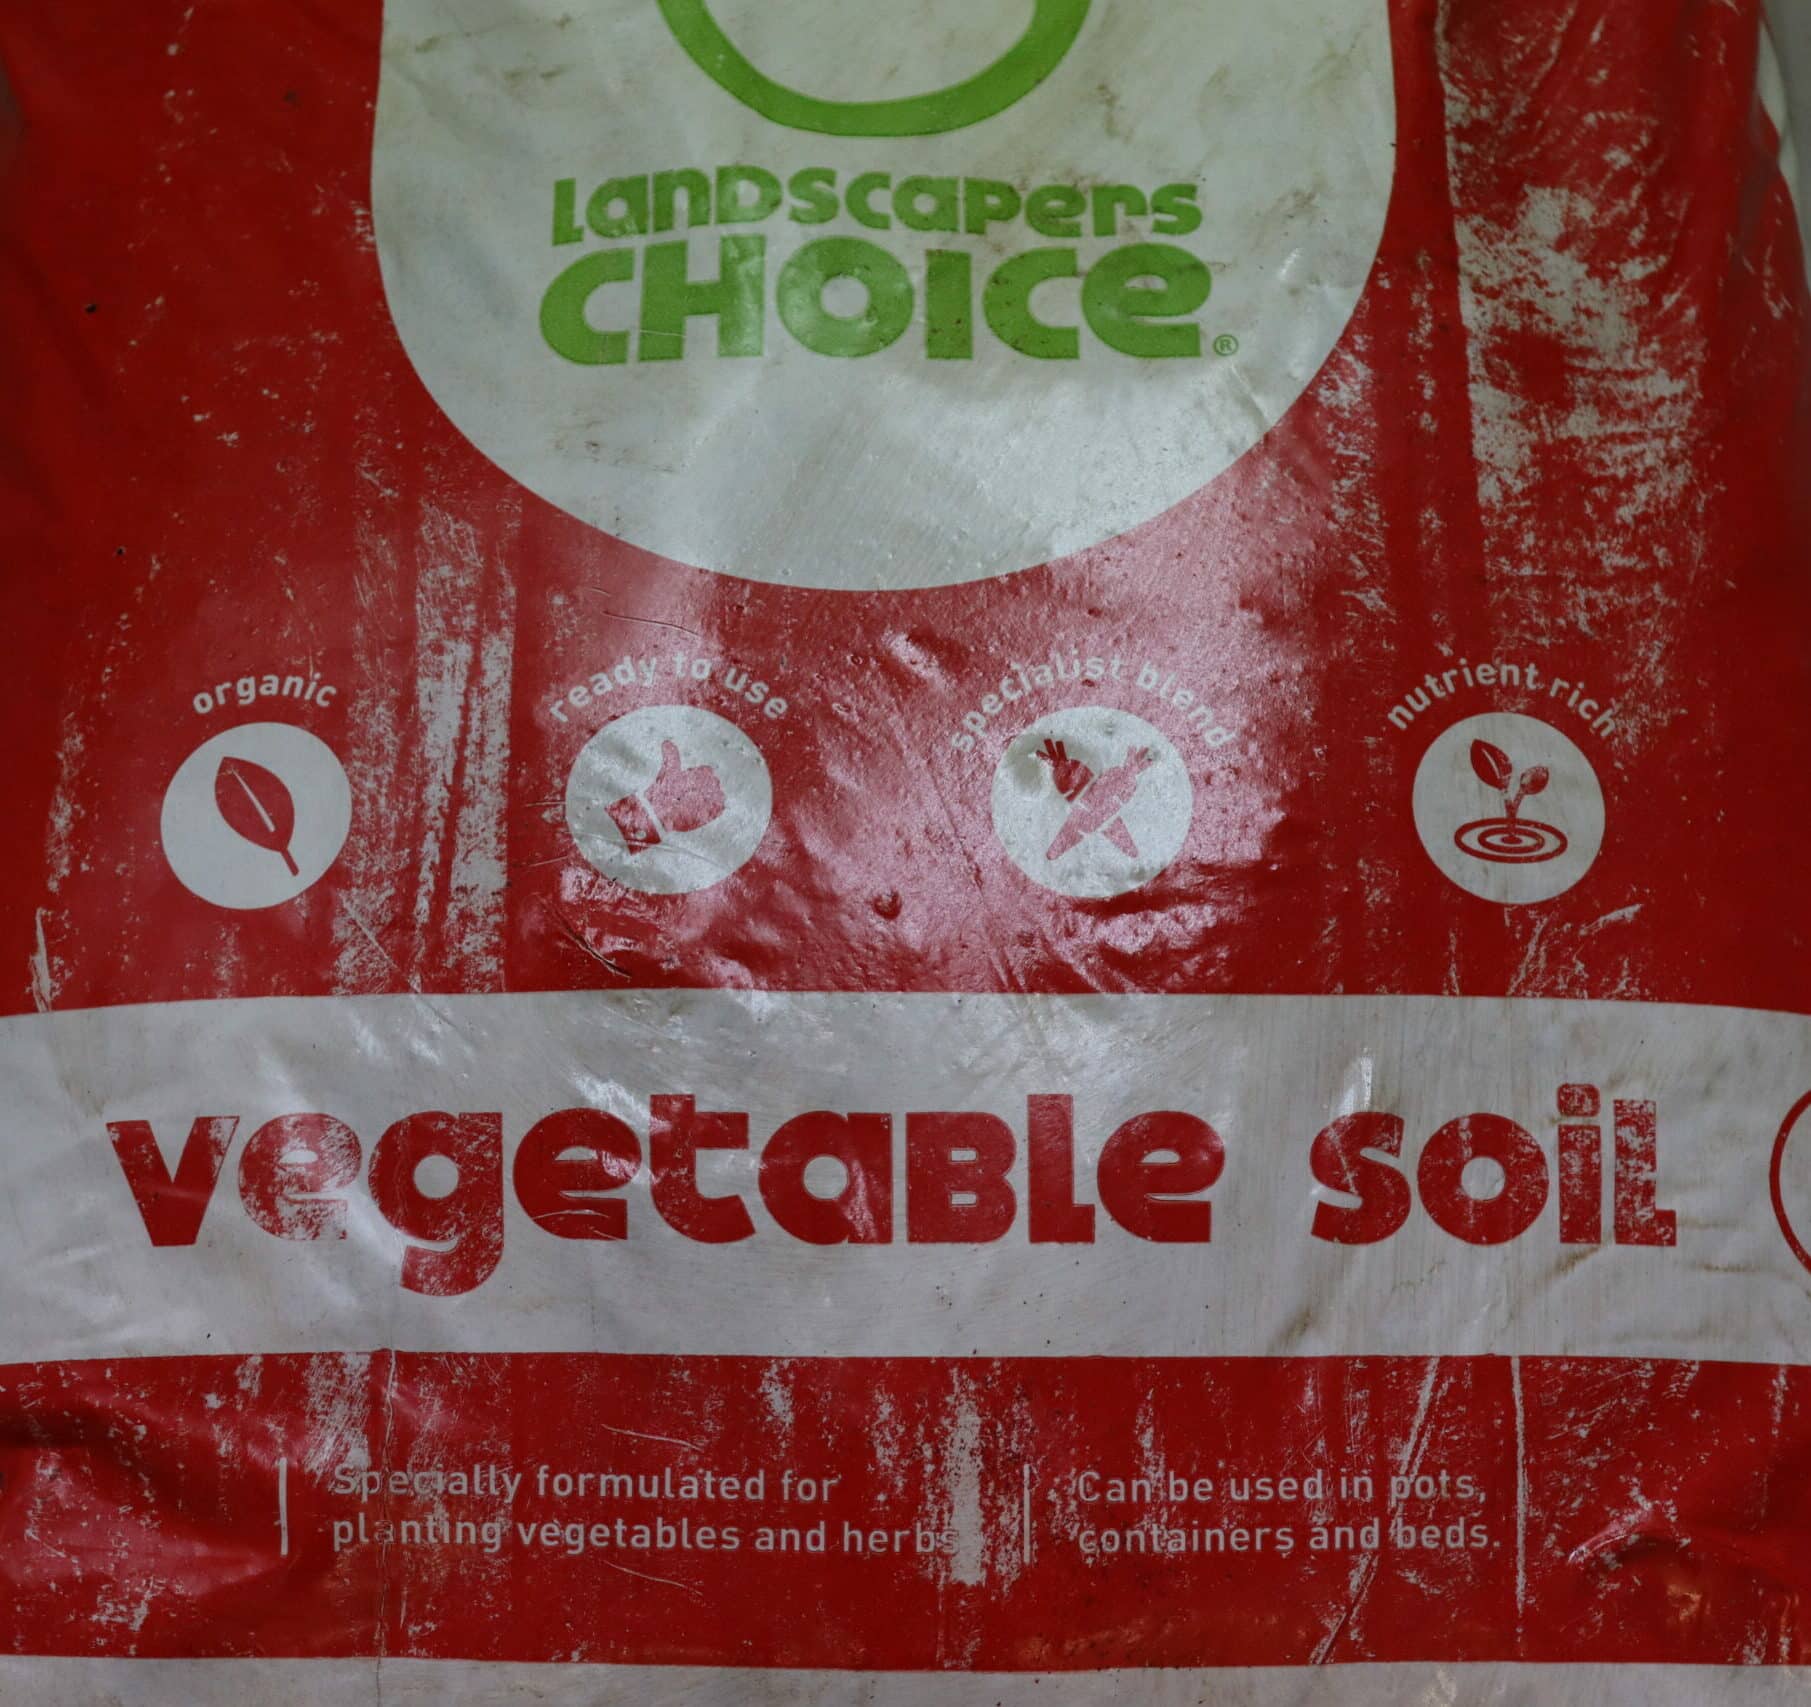 LANDSCAPERS
CHOICE®
organic
ready to use
specialist blend
nutrient rich
vegetable soil
Specially formulated for
planting vegetables and herbs
Can be used in pots,
containers and beds.